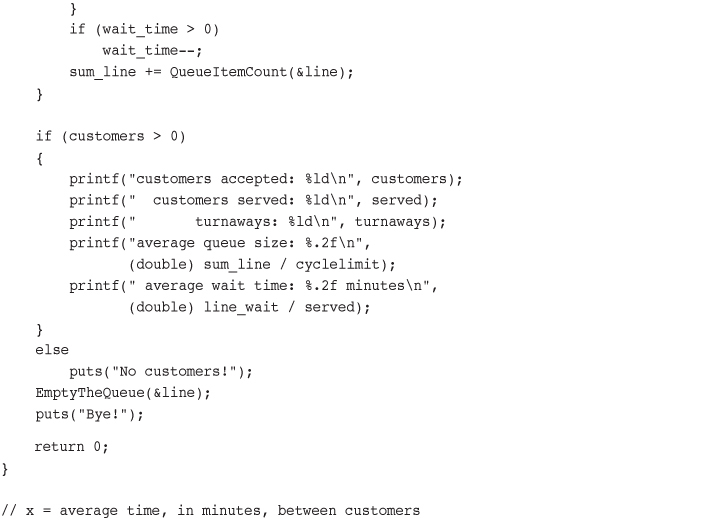 }
        if (wait_time > 0)
            wait_time--;
        sum_line += QueueItemCount(&line);
    }

    if (customers > 0)
    {
        printf("customers accepted: %ld\n", customers);
        printf("  customers served: %ld\n", served);
        printf("       turnaways: %ld\n", turnaways);
        printf("average queue size: %.2f\n",
               (double) sum_line / cyclelimit);
        printf(" average wait time: %.2f minutes\n",
               (double) line_wait / served);
    }
    else
        puts("No customers!");
    EmptyTheQueue(&line);
    puts("Bye!");

    return 0;
}

// x = average time, in minutes, between customers